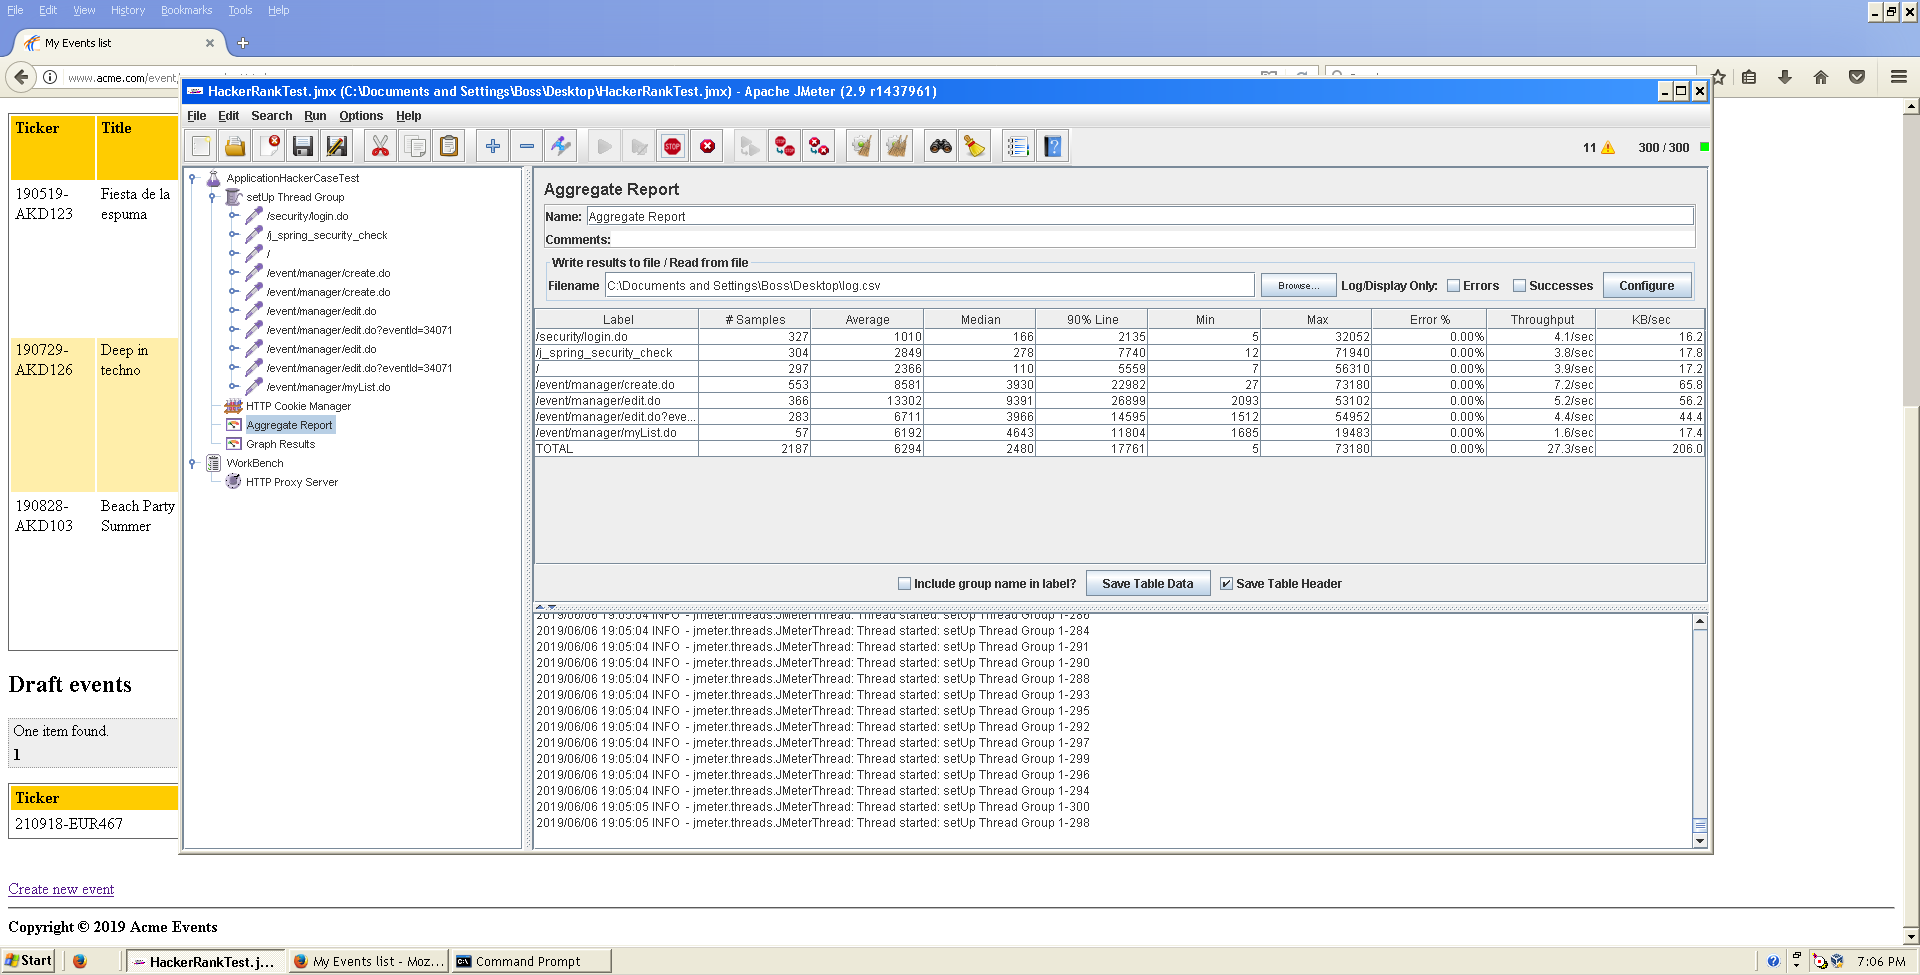 File Edit View History Bookmarks Tools Help
My Events list
www.acme.com/event
HackerRankTest.jmx (C:\Documents and Settings\Boss\Desktop\HackerRankTest.jmx) - Apache JMeter (2.9 r1437961)
File Edit Search Run Options Help
11 300 / 300
Ticker Title
190519-AKD123 Fiesta de la espuma
190729-AKD126 Deep in techno
190828-AKD103 Beach Party Summer
Draft events
One item found.
1
Ticker
210918-EUR467
Create new event
Copyright © 2019 Acme Events
ApplicationHackerCaseTest
setUp Thread Group
/security/login.do
/j_spring_security_check
/
/event/manager/create.do
/event/manager/create.do
/event/manager/edit.do
/event/manager/edit.do?eventId=34071
/event/manager/edit.do
/event/manager/edit.do?eventId=34071
/event/manager/myList.do
HTTP Cookie Manager
Aggregate Report
Graph Results
WorkBench
HTTP Proxy Server
Aggregate Report
Name: Aggregate Report
Comments:
Write results to file / Read from file
Filename C:\Documents and Settings\Boss\Desktop\log.csv Browse... Log/Display Only: Errors Successes Configure
Label # Samples Average Median 90% Line Min Max Error % Throughput KB/sec
/security/login.do 327 1010 166 2135 5 32052 0.00% 4.1/sec 16.2
/j_spring_security_check 304 2849 278 7740 12 71940 0.00% 3.8/sec 17.8
/ 297 2366 110 5559 7 56310 0.00% 3.9/sec 17.2
/event/manager/create.do 553 8581 3930 22982 27 73180 0.00% 7.2/sec 65.8
/event/manager/edit.do 366 13302 9391 26899 2093 53102 0.00% 5.2/sec 56.2
/event/manager/edit.do?eve... 283 6711 3966 14595 1512 54952 0.00% 4.4/sec 44.4
/event/manager/myList.do 57 6192 4643 11804 1685 19483 0.00% 1.6/sec 17.4
TOTAL 2187 6294 2480 17761 5 73180 0.00% 27.3/sec 206.0
Include group name in label? Save Table Data Save Table Header
2019/06/06 19:05:04 INFO - jmeter.threads.JMeterThread: Thread started: setUp Thread Group 1-286
2019/06/06 19:05:04 INFO - jmeter.threads.JMeterThread: Thread started: setUp Thread Group 1-284
2019/06/06 19:05:04 INFO - jmeter.threads.JMeterThread: Thread started: setUp Thread Group 1-291
2019/06/06 19:05:04 INFO - jmeter.threads.JMeterThread: Thread started: setUp Thread Group 1-290
2019/06/06 19:05:04 INFO - jmeter.threads.JMeterThread: Thread started: setUp Thread Group 1-288
2019/06/06 19:05:04 INFO - jmeter.threads.JMeterThread: Thread started: setUp Thread Group 1-293
2019/06/06 19:05:04 INFO - jmeter.threads.JMeterThread: Thread started: setUp Thread Group 1-295
2019/06/06 19:05:04 INFO - jmeter.threads.JMeterThread: Thread started: setUp Thread Group 1-292
2019/06/06 19:05:04 INFO - jmeter.threads.JMeterThread: Thread started: setUp Thread Group 1-297
2019/06/06 19:05:04 INFO - jmeter.threads.JMeterThread: Thread started: setUp Thread Group 1-299
2019/06/06 19:05:04 INFO - jmeter.threads.JMeterThread: Thread started: setUp Thread Group 1-296
2019/06/06 19:05:04 INFO - jmeter.threads.JMeterThread: Thread started: setUp Thread Group 1-294
2019/06/06 19:05:05 INFO - jmeter.threads.JMeterThread: Thread started: setUp Thread Group 1-300
2019/06/06 19:05:05 INFO - jmeter.threads.JMeterThread: Thread started: setUp Thread Group 1-298
Start HackerRankTest.j... My Events list - Moz... Command Prompt 7:06 PM